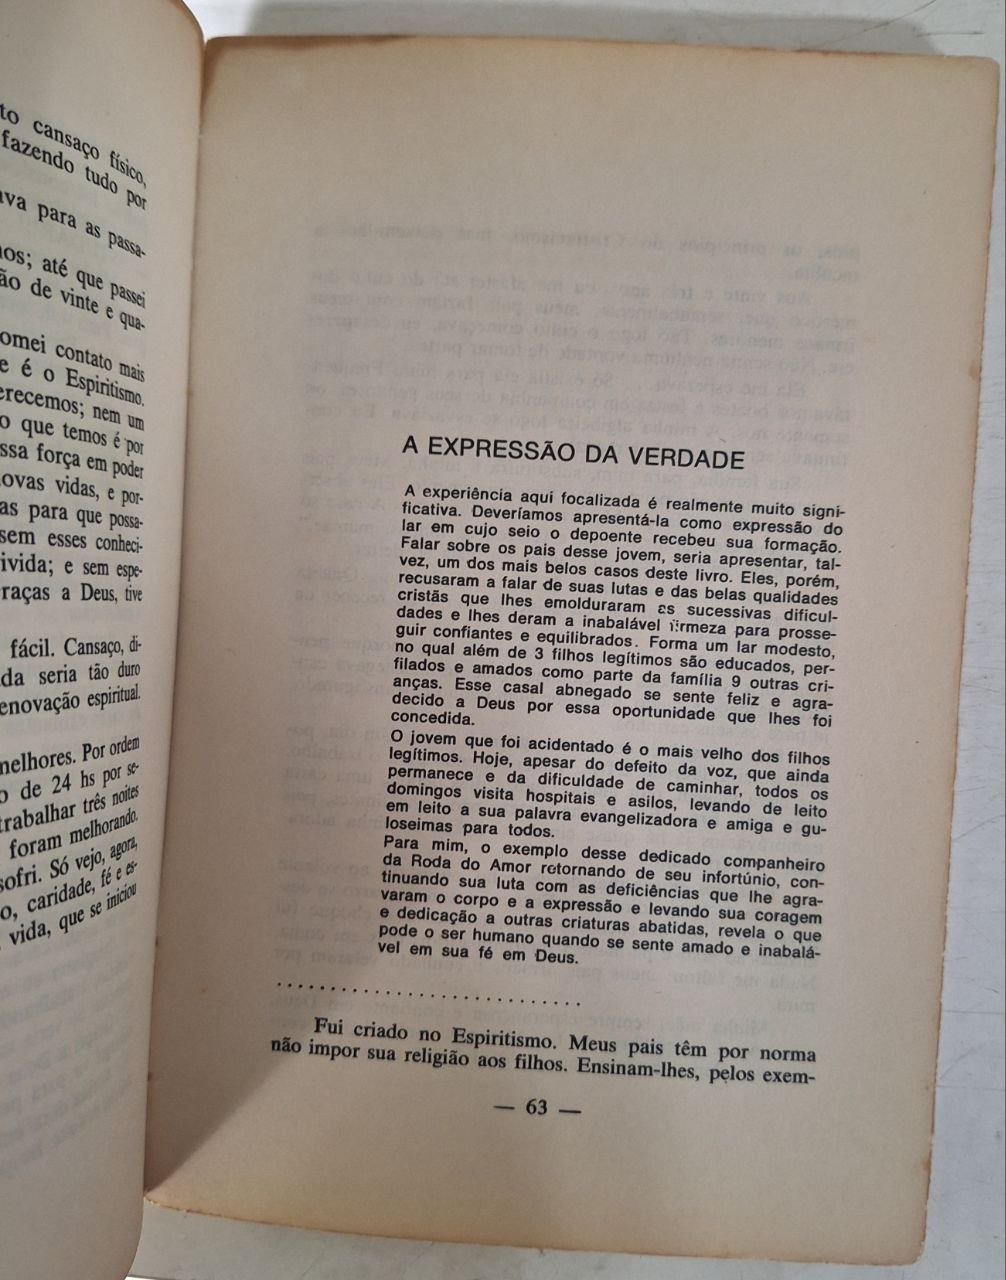 to cansaço físico,
fazendo tudo por
ava para as passa-
nos; até que passei
ão de vinte e qua-
omei contato mais
e é o Espiritismo.
erecemos; nem um
o que temos é por
ssa força em poder
ovas vidas, e por-
as para que possa-
sem esses conheci-
ivida; e sem espe-
raças a Deus, tive
fácil. Cansaço, di-
da seria tão duro
enovação espiritual.
melhores. Por ordem
o de 24 hs por se-
trabalhar três noites
foram melhorando.
sofri. Só vejo, agora,
o, caridade, fé e es-
vida, que se iniciou
A EXPRESSÃO DA VERDADE
A experiência aqui focalizada é realmente muito signi-
ficativa. Deveríamos apresentá-la como expressão do
lar em cujo seio o depoente recebeu sua formação.
Falar sobre os pais desse jovem, seria apresentar, tal-
vez, um dos mais belos casos deste livro. Eles, porém,
recusaram a falar de suas lutas e das belas qualidades
cristãs que lhes emolduraram as sucessivas dificul-
dades e lhes deram a inabalável firmeza para prosse-
guir confiantes e equilibrados. Forma um lar modesto,
no qual além de 3 filhos legítimos são educados, per-
filados e amados como parte da família 9 outras cri-
anças. Esse casal abnegado se sente feliz e agra-
decido a Deus por essa oportunidade que lhes foi
concedida.
O jovem que foi acidentado é o mais velho dos filhos
legítimos. Hoje, apesar do defeito da voz, que ainda
permanece e da dificuldade de caminhar, todos os
domingos visita hospitais e asilos, levando de leito
em leito a sua palavra evangelizadora e amiga e gu-
loseimas para todos.
Para mim, o exemplo desse dedicado companheiro
da Roda do Amor retornando de seu infortúnio, con-
tinuando sua luta com as deficiências que lhe agra-
varam o corpo e a expressão e levando sua coragem
e dedicação a outras criaturas abatidas, revela o que
pode o ser humano quando se sente amado e inabalá-
vel em sua fé em Deus.
............................
Fui criado no Espiritismo. Meus pais têm por norma
não impor sua religião aos filhos. Ensinam-lhes, pelos exem-
— 63 —